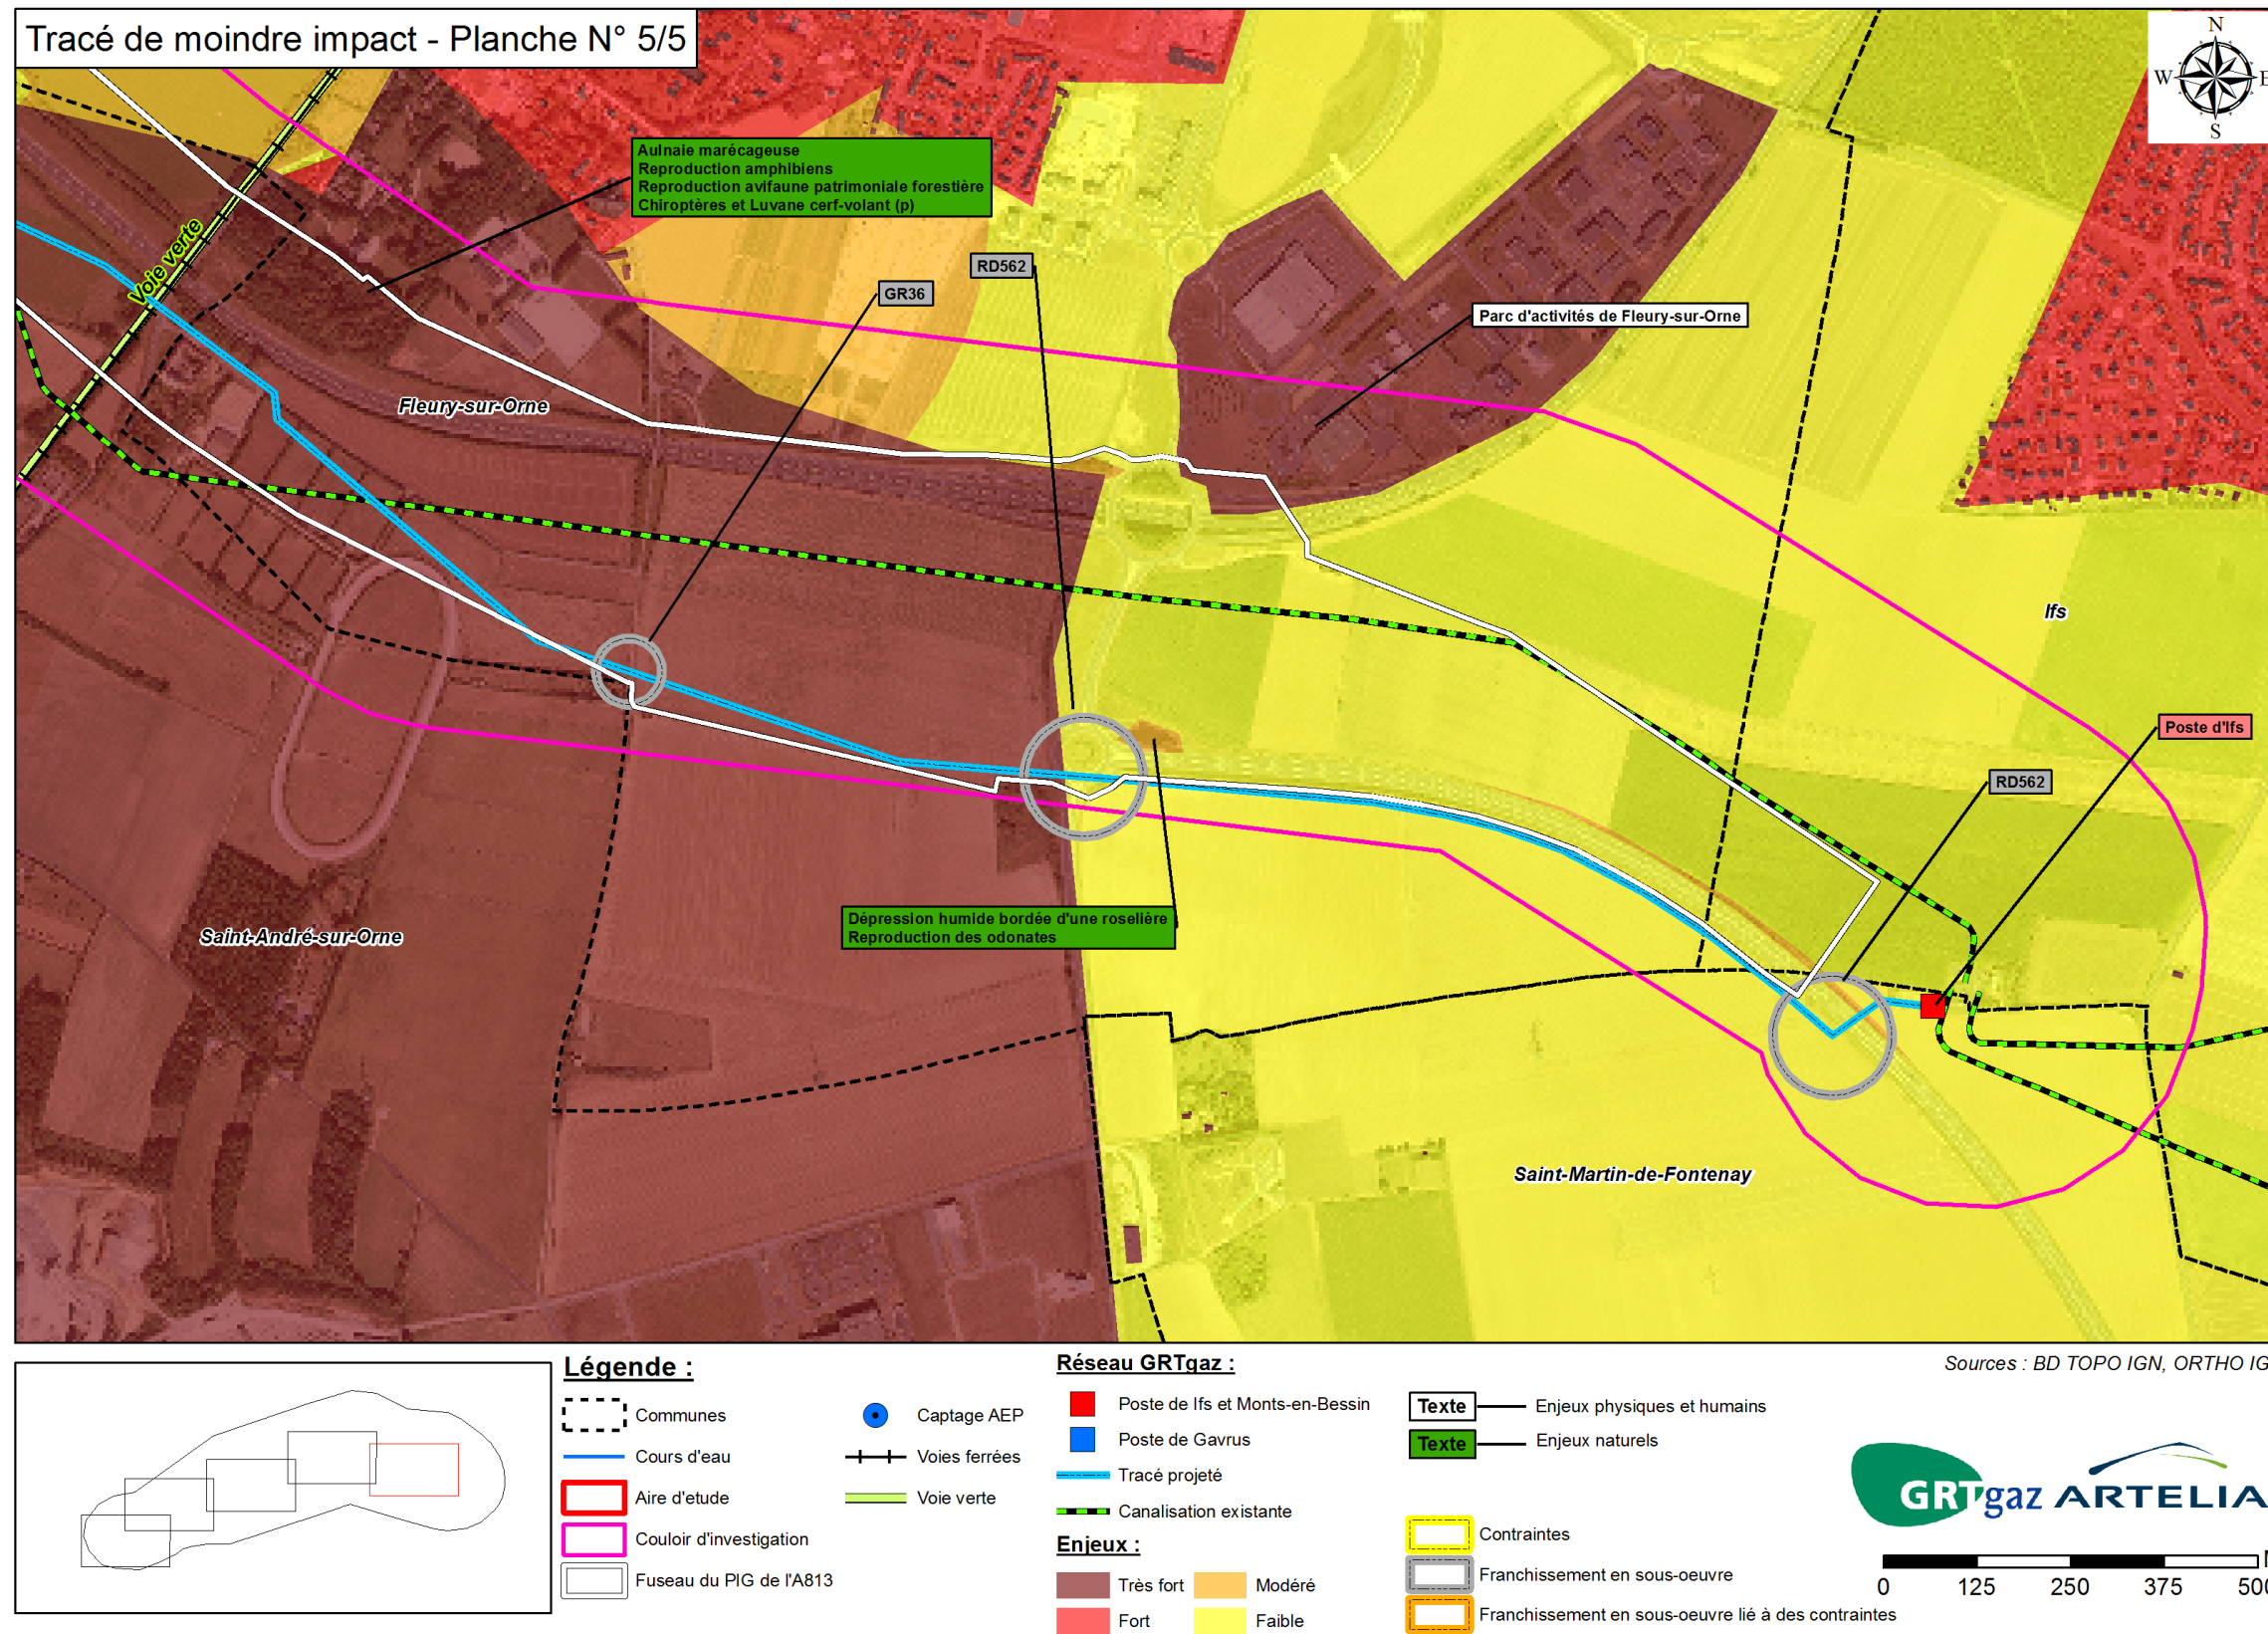 Tracé de moindre impact - Planche N° 5/5
N
W
E
S
Aulnaie marécageuse
Reproduction amphibiens
Reproduction avifaune patrimoniale forestière
Chiroptères et Luvane cerf-volant (p)
Voie verte
RD562
GR36
Parc d'activités de Fleury-sur-Orne
Fleury-sur-Orne
Ifs
Poste d'Ifs
RD562
Dépression humide bordée d'une roselière
Reproduction des odonates
Saint-André-sur-Orne
Saint-Martin-de-Fontenay
Légende :
Communes
Cours d'eau
Aire d'etude
Couloir d'investigation
Fuseau du PIG de l'A813
Captage AEP
Voies ferrées
Voie verte
Réseau GRTgaz :
Poste de Ifs et Monts-en-Bessin
Poste de Gavrus
Tracé projeté
Canalisation existante
Enjeux :
Très fort
Modéré
Fort
Faible
Texte
Enjeux physiques et humains
Texte
Enjeux naturels
Contraintes
Franchissement en sous-oeuvre
Franchissement en sous-oeuvre lié à des contraintes
Sources : BD TOPO IGN, ORTHO IG
GRTgaz
ARTELIA
0 125 250 375 500